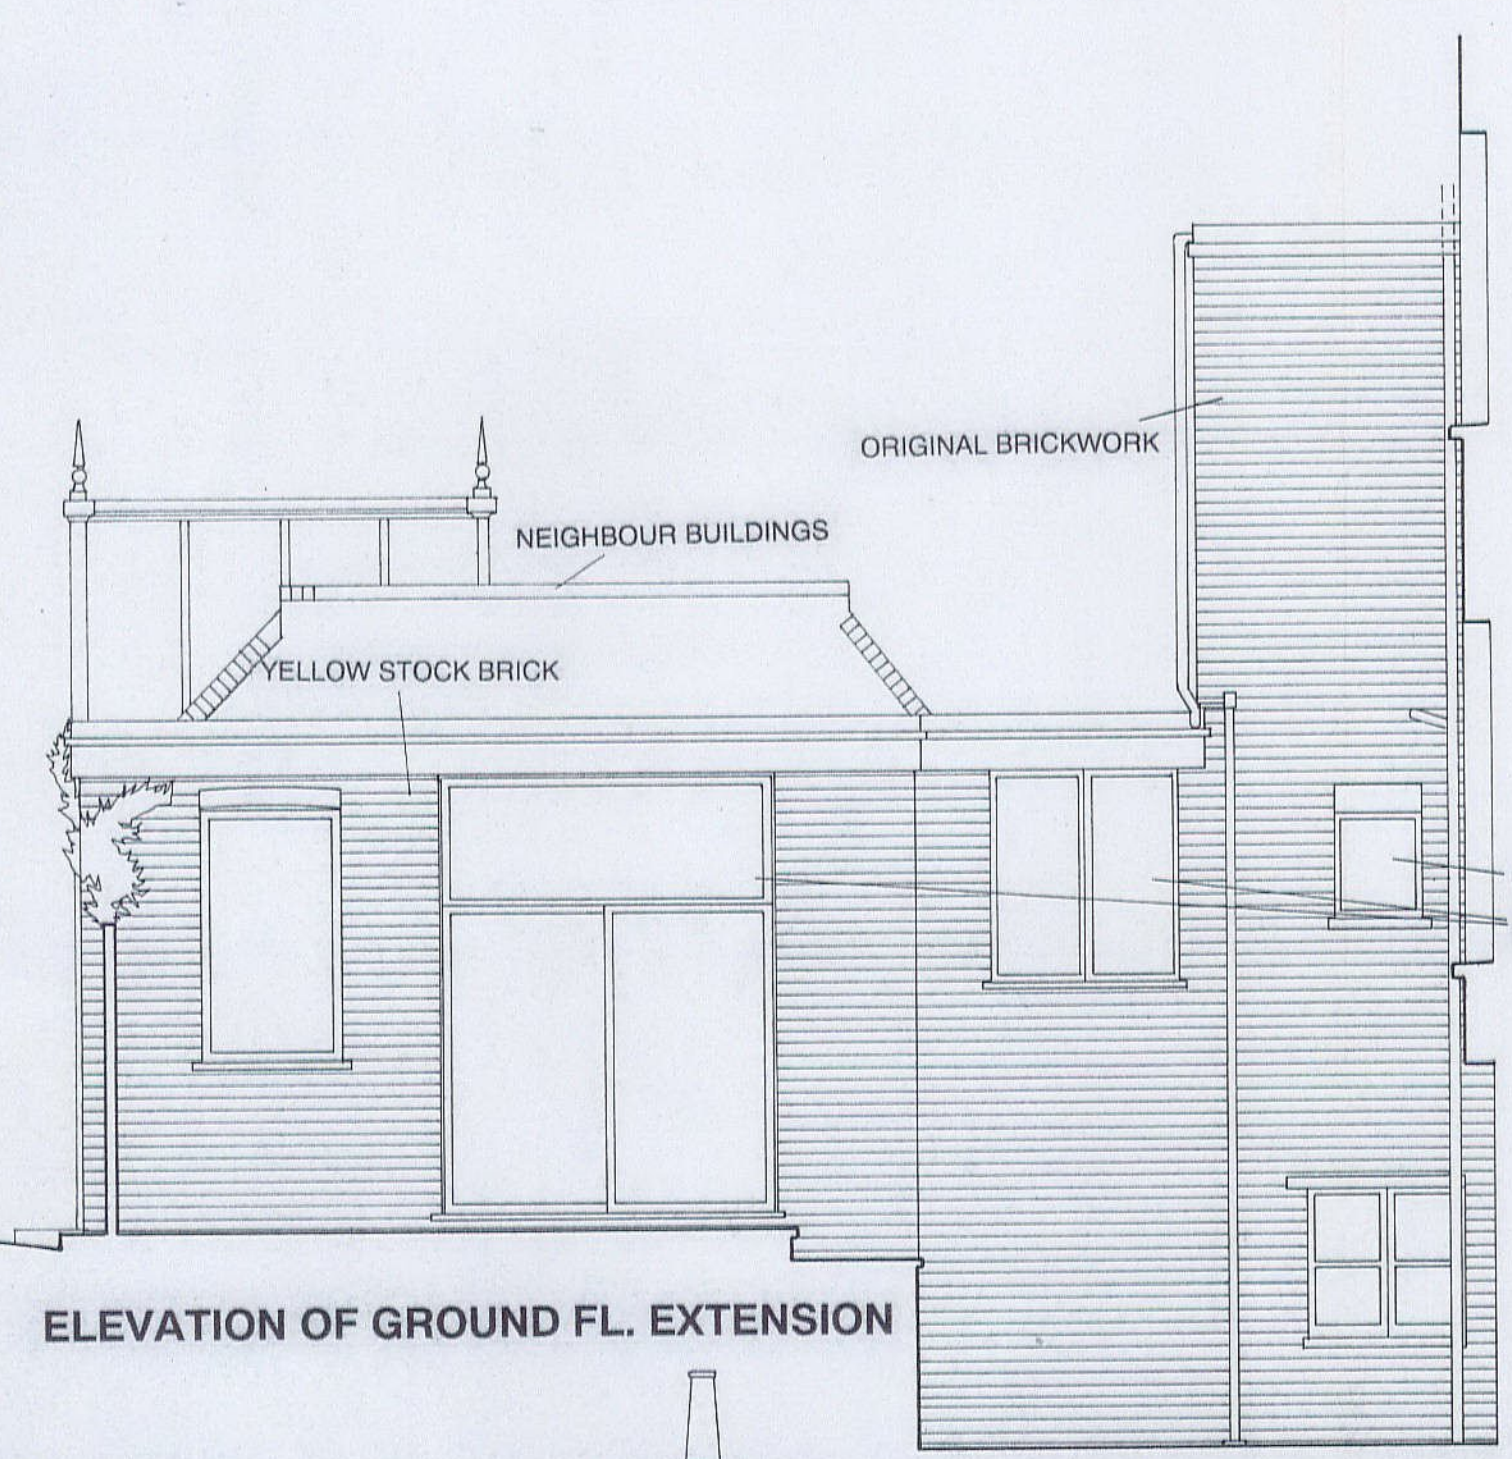 ORIGINAL BRICKWORK
NEIGHBOUR BUILDINGS
YELLOW STOCK BRICK
ELEVATION OF GROUND FL. EXTENSION